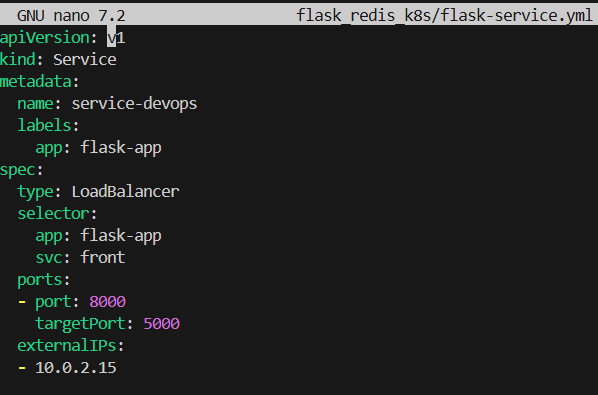 GNU nano 7.2 flask_redis_k8s/flask-service.yml
apiVersion: v1
kind: Service
metadata:
  name: service-devops
  labels:
    app: flask-app
spec:
  type: LoadBalancer
  selector:
    app: flask-app
    svc: front
  ports:
  - port: 8000
    targetPort: 5000
  externalIPs:
  - 10.0.2.15